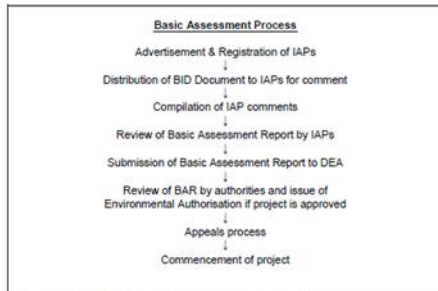 Basic Assessment Process
Advertisement & Registration of IAPs
↓
Distribution of BID Document to IAPs for comment
↓
Compilation of IAP comments
↓
Review of Basic Assessment Report by IAPs
↓
Submission of Basic Assessment Report to DEA
↓
Review of BAR by authorities and issue of
Environmental Authorisation if project is approved
↓
Appeals process
↓
Commencement of project